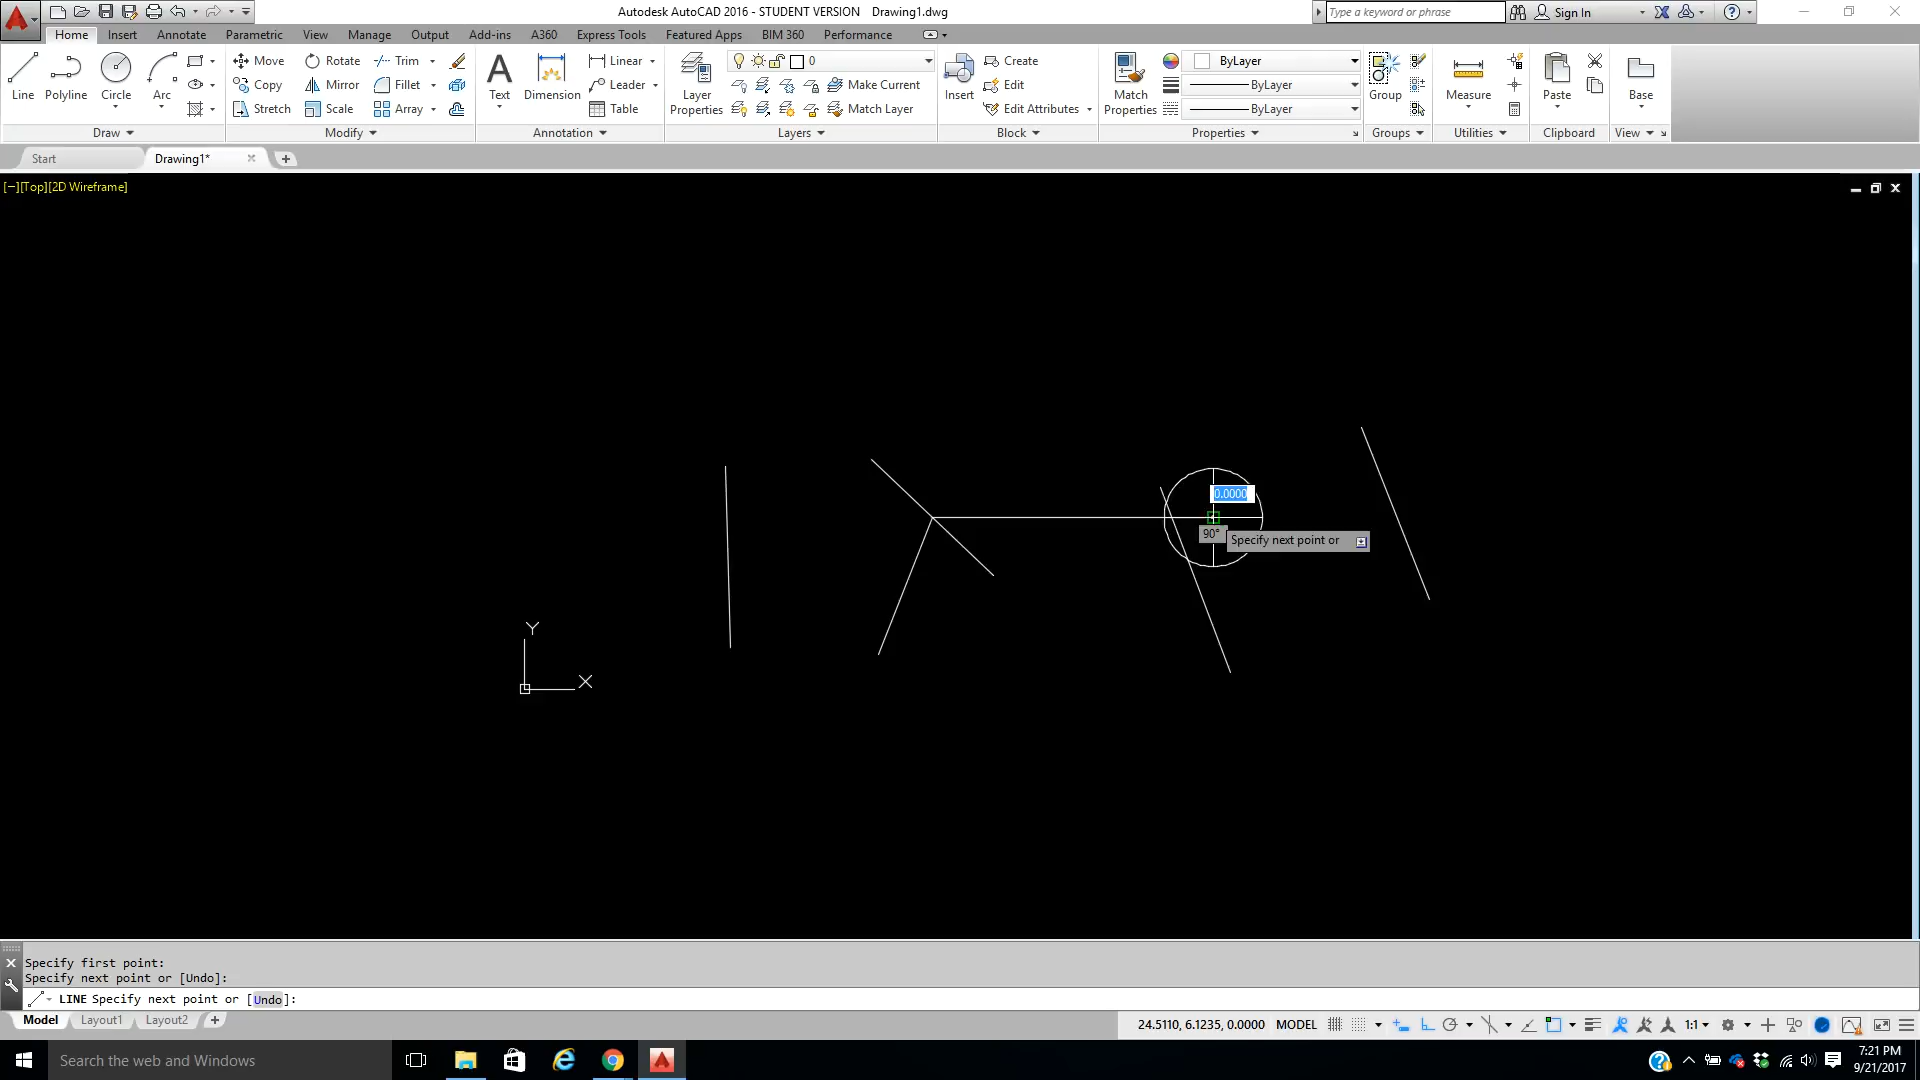 Autodesk AutoCAD 2016 - STUDENT VERSION Drawing1.dwg
Type a keyword or phrase
Sign In
Home Insert Annotate Parametric View Manage Output Add-ins A360 Express Tools Featured Apps BIM 360 Performance
Line Polyline Circle Arc
Move Rotate Trim
Copy Mirror Fillet
Stretch Scale Array
Text Dimension
Linear
Leader
Table
Layer Properties
0
Make Current
Match Layer
Insert
Create
Edit
Edit Attributes
Match Properties
ByLayer
ByLayer
ByLayer
Group Measure Paste Base
Draw Modify Annotation Layers Block Properties Groups Utilities Clipboard View
Start Drawing1*
[−][Top][2D Wireframe]
0.0000
90°
Specify next point or
Y
X
Specify first point:
Specify next point or [Undo]:
LINE Specify next point or [Undo]:
Model Layout1 Layout2
24.5110, 6.1235, 0.0000 MODEL 1:1
Search the web and Windows
7:21 PM
9/21/2017